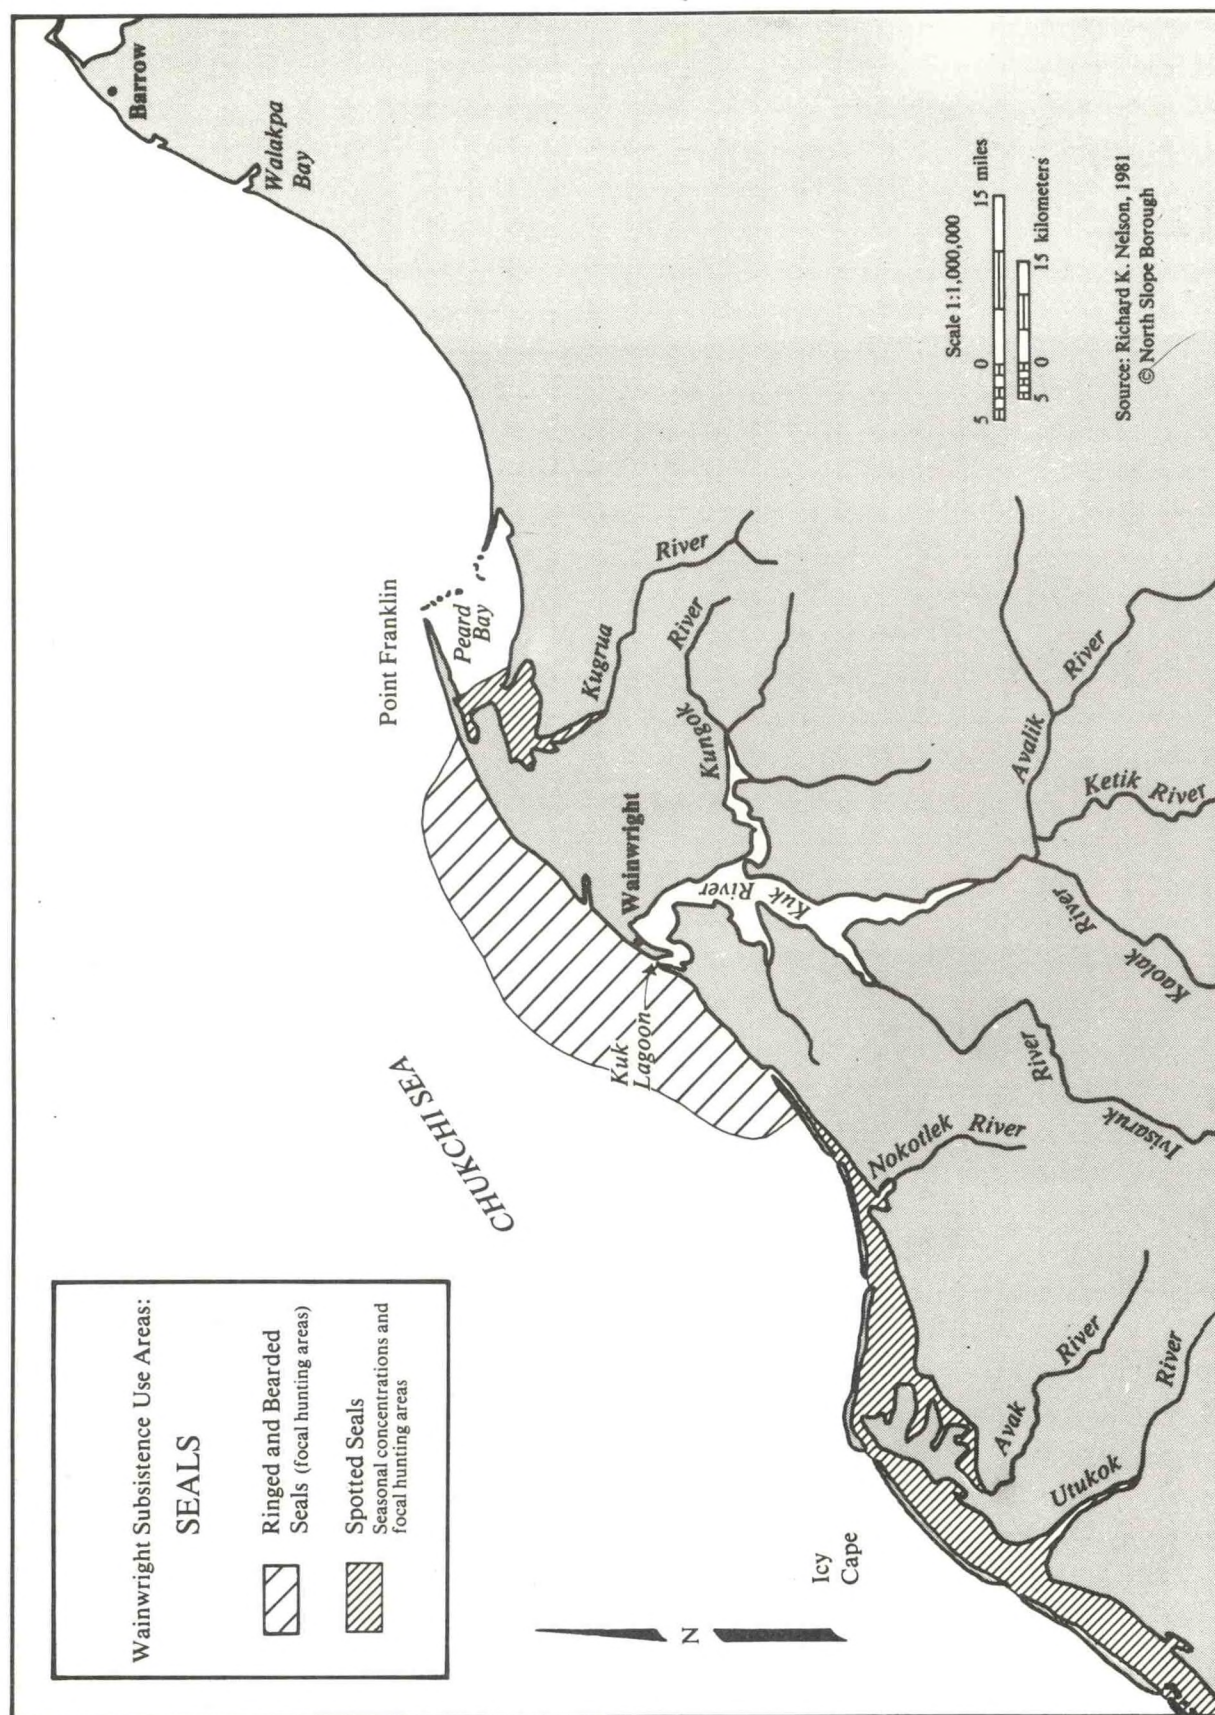 Wainwright Subsistence Use Areas:
SEALS
Ringed and Bearded
Seals (focal hunting areas)
Spotted Seals
Seasonal concentrations and
focal hunting areas
N
CHUKCHI SEA
Icy
Cape
Utukok
River
Avak
River
Nokotlek River
Ivisaruk
River
Kuk
Lagoon
Wainwright
Kuk
River
Kaolak
River
Ketik River
Avalik
River
Kungok
River
Kugrua
River
Point Franklin
Peard
Bay
Walakpa
Bay
Barrow
Scale 1:1,000,000
5 0 15 miles
5 0 15 kilometers
Source: Richard K. Nelson, 1981
© North Slope Borough